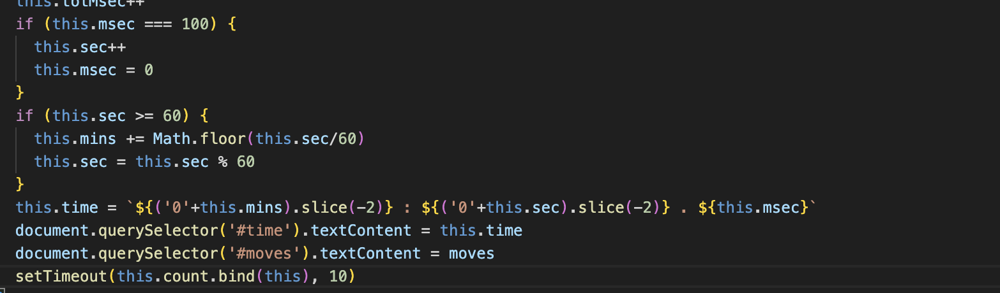 this.totMsec++
if (this.msec === 100) {
this.sec++
this.msec = 0
}
if (this.sec >= 60) {
this.mins += Math.floor(this.sec/60)
this.sec = this.sec % 60
}
this.time = `${('0'+this.mins).slice(-2)} : ${('0'+this.sec).slice(-2)} . ${this.msec}`
document.querySelector('#time').textContent = this.time
document.querySelector('#moves').textContent = moves
setTimeout(this.count.bind(this), 10)